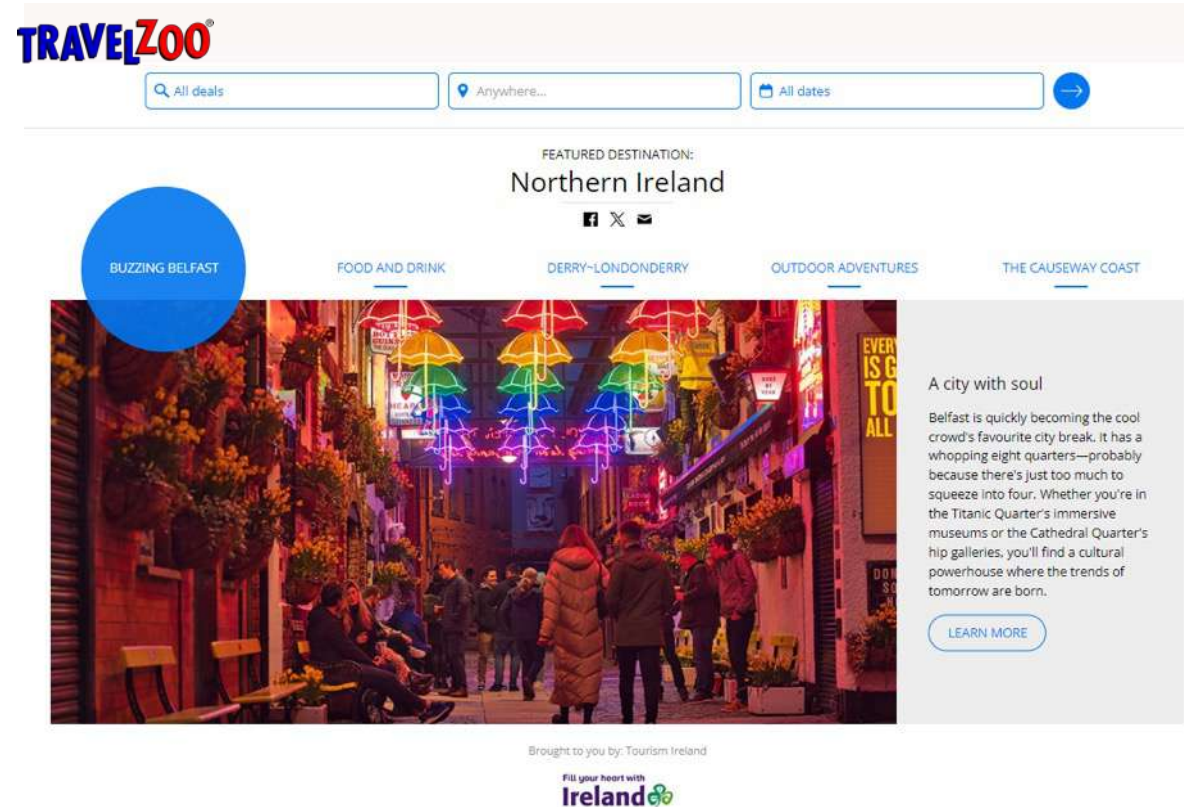 TRAVELZOO®
All deals
Anywhere...
All dates
FEATURED DESTINATION:
Northern Ireland
BUZZING BELFAST
FOOD AND DRINK
DERRY~LONDONDERRY
OUTDOOR ADVENTURES
THE CAUSEWAY COAST
EVERY
IS G
TO
ALL
A city with soul
Belfast is quickly becoming the cool
crowd's favourite city break. It has a
whopping eight quarters—probably
because there's just too much to
squeeze into four. Whether you're in
the Titanic Quarter's immersive
museums or the Cathedral Quarter's
hip galleries, you'll find a cultural
powerhouse where the trends of
tomorrow are born.
LEARN MORE
Brought to you by: Tourism Ireland
Fill your heart with
Ireland